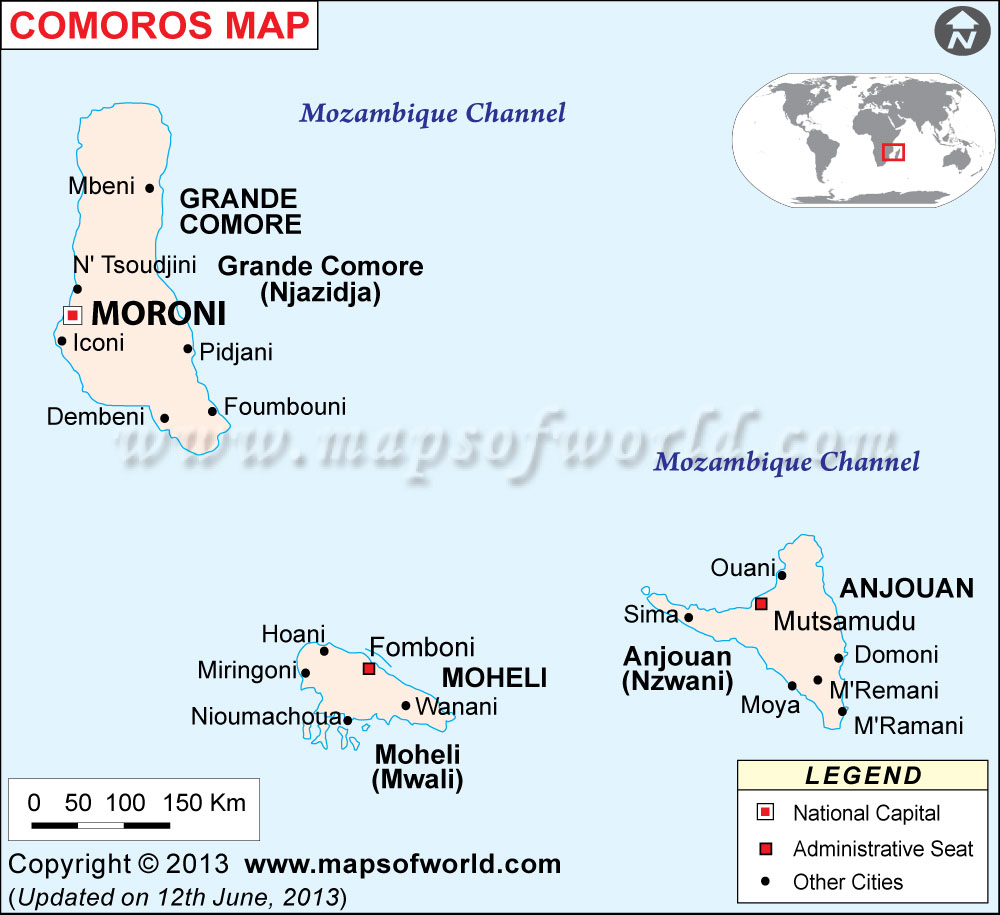 COMOROS MAP
N
Mozambique Channel
Mbeni
GRANDE
COMORE
N' Tsoudjini
Grande Comore
(Njazidja)
MORONI
Iconi
Pidjani
Dembeni
Foumbouni
www.mapsofworld.com
Mozambique Channel
Ouani
ANJOUAN
Sima
Mutsamudu
Anjouan
(Nzwani)
Domoni
M'Remani
Moya
M'Ramani
Hoani
Fomboni
Miringoni
MOHELI
Wanani
Nioumachoua
Moheli
(Mwali)
0 50 100 150 Km
LEGEND
National Capital
Administrative Seat
Other Cities
Copyright © 2013 www.mapsofworld.com
(Updated on 12th June, 2013)